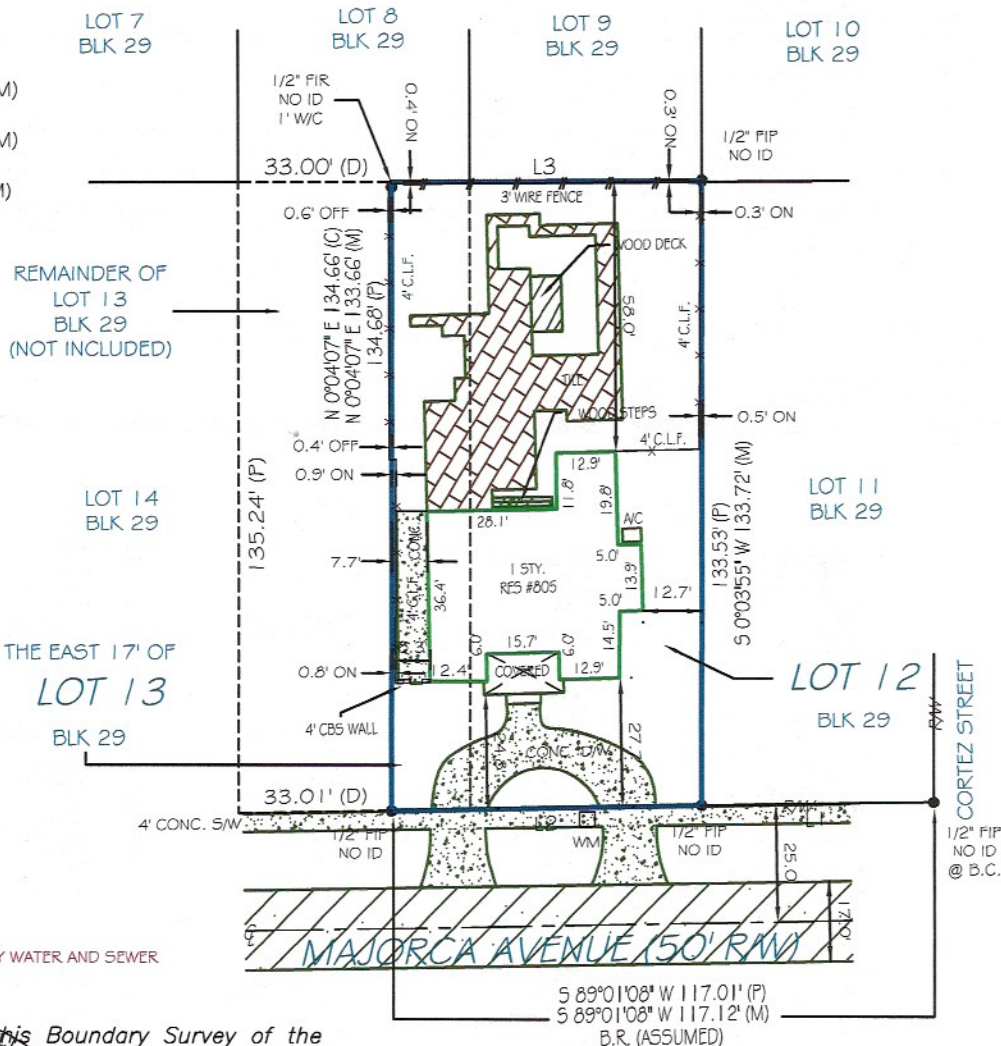 LOT 7
BLK 29
LOT 8
BLK 29
LOT 9
BLK 29
LOT 10
BLK 29
M)
M)
M)
1/2" FIR
NO ID
1' W/C
0.4' ON
0.3' ON
1/2" FIP
NO ID
33.00' (D)
L3
3' WIRE FENCE
0.6' OFF
0.3' ON
WOOD DECK
REMAINDER OF
LOT 13
BLK 29
(NOT INCLUDED)
N 0°04'07" E 134.66' (C)
N 0°04'07" E 133.66' (M)
134.68' (P)
4' C.L.F.
58.0'
4' C.L.F.
TILE
WOOD STEPS
0.5' ON
0.4' OFF
4' C.L.F.
0.9' ON
12.9'
11.8'
19.8'
A/C
LOT 14
BLK 29
135.24' (P)
LOT 11
BLK 29
133.53' (P)
S 0°03'55" W 133.72' (M)
28.1'
CONC.
4' C.L.F.
7.7'
36.4'
1 STY.
RES #805
5.0'
13.9'
5.0'
12.7'
14.5'
THE EAST 17' OF
LOT 13
BLK 29
0.8' ON
12.4'
6.0'
15.7'
6.0'
COVERED
12.9'
LOT 12
BLK 29
4' CBS WALL
CONC. D/W
27.
R/W
CORTEZ STREET
33.01' (D)
4' CONC. S/W
1/2" FIP
NO ID
L2
WM
1/2" FIP
NO ID
R/W
L1
1/2" FIP
NO ID
@ B.C.
25.0'
17.0'
MAJORCA AVENUE (50' R/W)
Y WATER AND SEWER
S 89°01'08" W 117.01' (P)
S 89°01'08" W 117.12' (M)
B.R. (ASSUMED)
his Boundary Survey of the